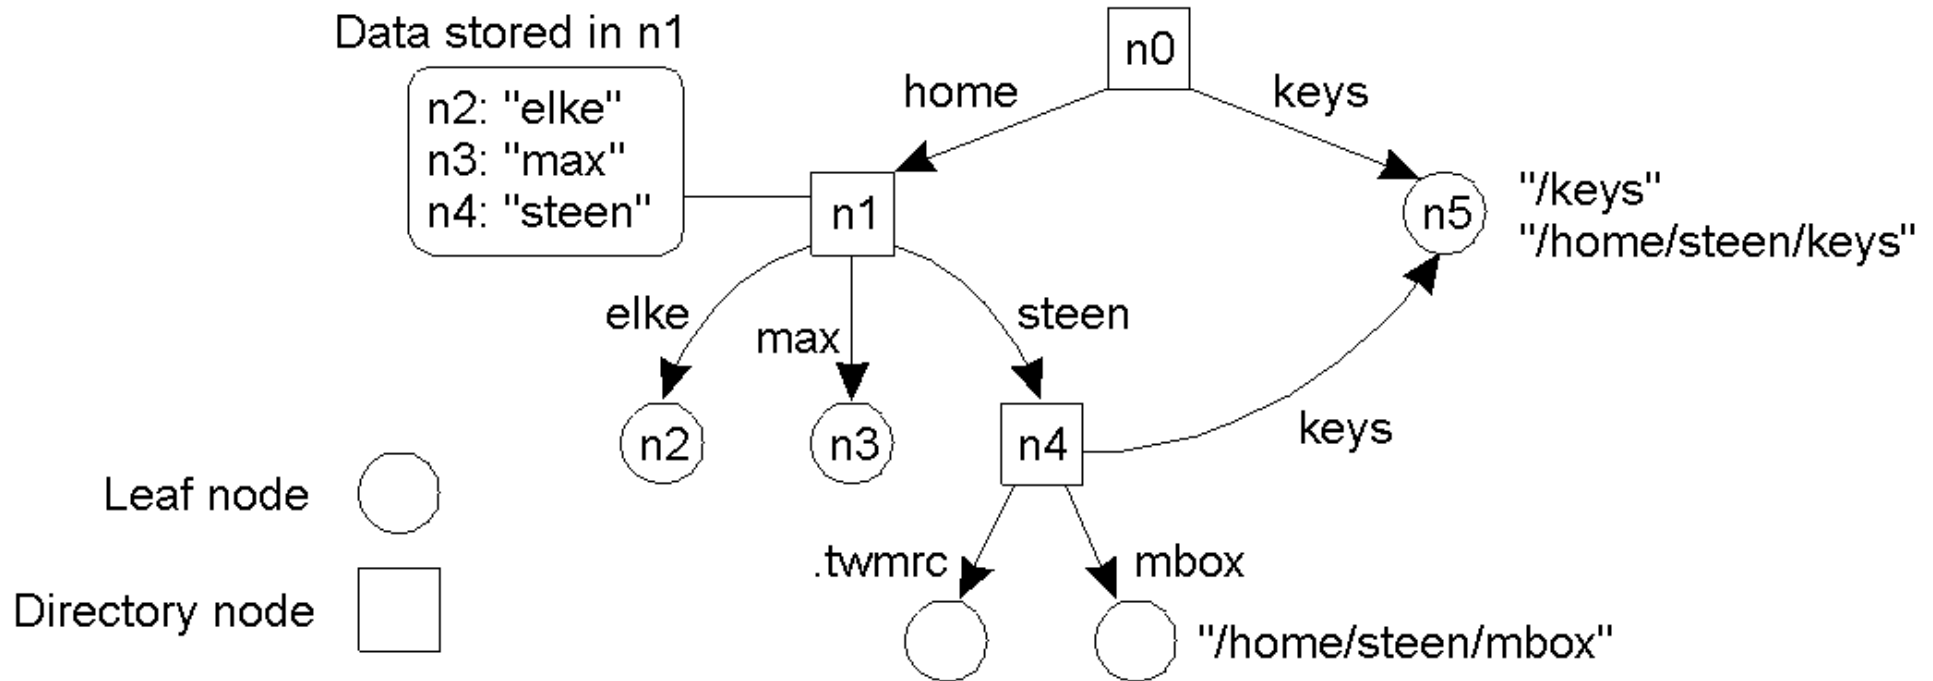 Data stored in n1
n0
home
keys
n2: "elke"
n3: "max"
n4: "steen"
n1
n5
"/keys"
"/home/steen/keys"
elke
max
steen
keys
n2
n3
n4
Leaf node
.twmrc
mbox
Directory node
"/home/steen/mbox"